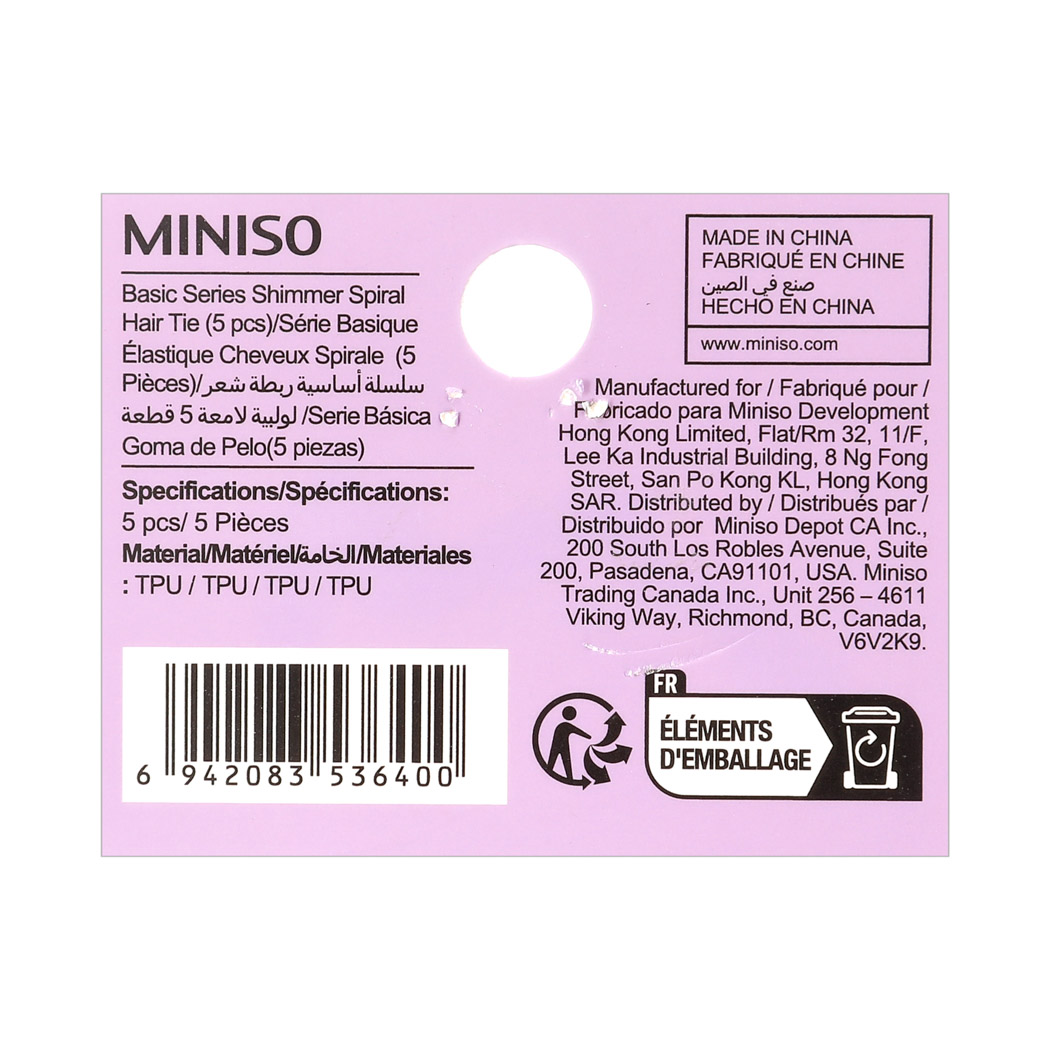 MINISO
Basic Series Shimmer Spiral
Hair Tie (5 pcs)/Série Basique
Élastique Cheveux Spirale (5
Pièces)/سلسلة أساسية ربطة شعر
لولبية لامعة 5 قطعة /Serie Básica
Goma de Pelo(5 piezas)
Specifications/Spécifications:
5 pcs/ 5 Pièces
Material/Matériel/الخامة/Materiales
: TPU / TPU / TPU / TPU
6 942083 536400
MADE IN CHINA
FABRIQUÉ EN CHINE
صنع في الصين
HECHO EN CHINA
www.miniso.com
Manufactured for / Fabriqué pour /
Fabricado para Miniso Development
Hong Kong Limited, Flat/Rm 32, 11/F,
Lee Ka Industrial Building, 8 Ng Fong
Street, San Po Kong KL, Hong Kong
SAR. Distributed by / Distribués par /
Distribuido por Miniso Depot CA Inc.,
200 South Los Robles Avenue, Suite
200, Pasadena, CA91101, USA. Miniso
Trading Canada Inc., Unit 256 – 4611
Viking Way, Richmond, BC, Canada,
V6V2K9.
FR
ÉLÉMENTS
D'EMBALLAGE